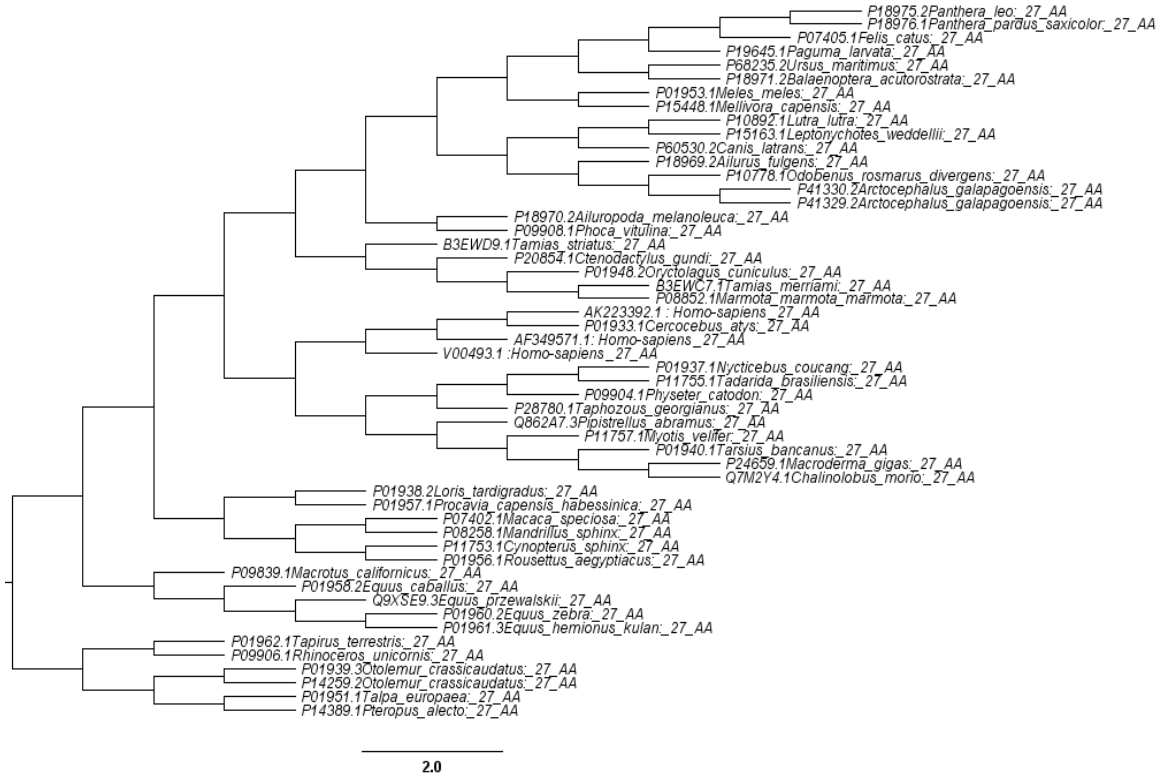 P18975.2Panthera_leo:_27_AA
P18976.1Panthera_pardus_saxicolor:_27_AA
P07405.1Felis_catus:_27_AA
P19645.1Paguma_larvata:_27_AA
P68235.2Ursus_maritimus:_27_AA
P18971.2Balaenoptera_acutorostrata:_27_AA
P01953.1Meles_meles:_27_AA
P15448.1Mellivora_capensis:_27_AA
P10892.1Lutra_lutra:_27_AA
P15163.1Leptonychotes_weddellii:_27_AA
P60530.2Canis_latrans:_27_AA
P18969.2Ailurus_fulgens:_27_AA
P10778.1Odobenus_rosmarus_divergens:_27_AA
P41330.2Arctocephalus_galapagoensis:_27_AA
P41329.2Arctocephalus_galapagoensis:_27_AA
P18970.2Ailuropoda_melanoleuca:_27_AA
P09908.1Phoca_vitulina:_27_AA
B3EWD9.1Tamias_striatus:_27_AA
P20854.1Ctenodactylus_gundi:_27_AA
P01948.2Oryctolagus_cuniculus:_27_AA
B3EWC7.1Tamias_merriami:_27_AA
P08852.1Marmota_marmota_marmota:_27_AA
AK223392.1 : Homo-sapiens_27_AA
P01933.1Cercocebus_atys:_27_AA
AF349571.1: Homo-sapiens_27_AA
V00493.1 :Homo-sapiens_27_AA
P01937.1Nycticebus_coucang:_27_AA
P11755.1Tadarida_brasiliensis:_27_AA
P09904.1Physeter_catodon:_27_AA
P28780.1Taphozous_georgianus:_27_AA
Q862A7.3Pipistrellus_abramus:_27_AA
P11757.1Myotis_velifer:_27_AA
P01940.1Tarsius_bancanus:_27_AA
P24659.1Macroderma_gigas:_27_AA
Q7M2Y4.1Chalinolobus_morio:_27_AA
P01938.2Loris_tardigradus:_27_AA
P01957.1Procavia_capensis_habessinica:_27_AA
P07402.1Macaca_speciosa:_27_AA
P08258.1Mandrillus_sphinx:_27_AA
P11753.1Cynopterus_sphinx:_27_AA
P01956.1Rousettus_aegyptiacus:_27_AA
P09839.1Macrotus_californicus:_27_AA
P01958.2Equus_caballus:_27_AA
Q9XSE9.3Equus_przewalskii:_27_AA
P01960.2Equus_zebra:_27_AA
P01961.3Equus_hemionus_kulan:_27_AA
P01962.1Tapirus_terrestris:_27_AA
P09906.1Rhinoceros_unicornis:_27_AA
P01939.3Otolemur_crassicaudatus:_27_AA
P14259.2Otolemur_crassicaudatus:_27_AA
P01951.1Talpa_europaea:_27_AA
P14389.1Pteropus_alecto:_27_AA
2.0